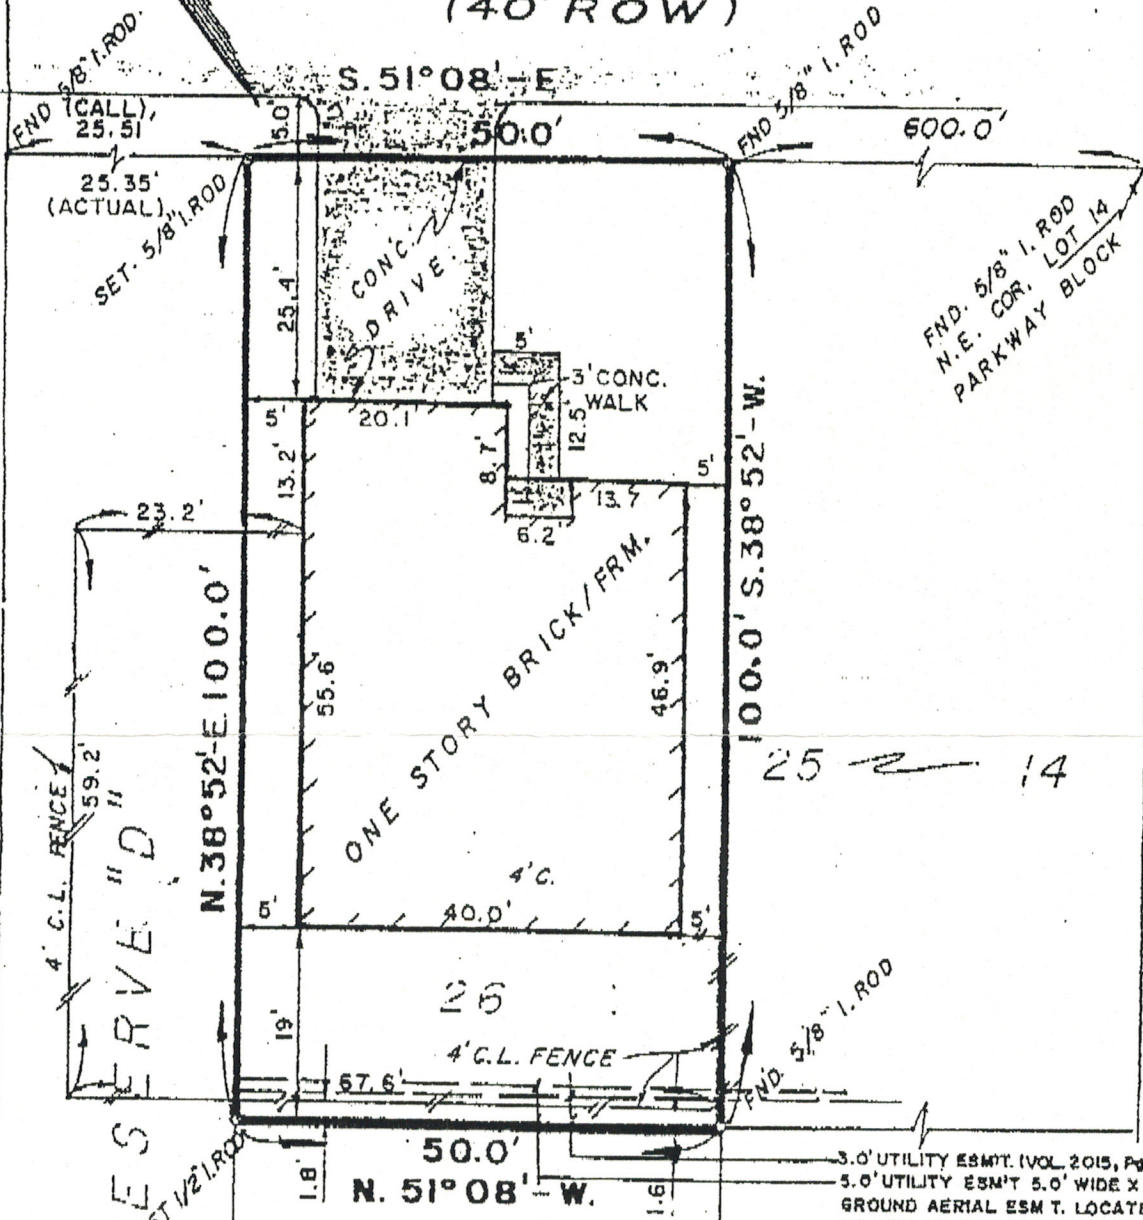 (40' ROW)
FND 5/8" I.ROD.
S. 51°08'-E
FND 5/8" I. ROD
(CALL)
25.51'
5.0'
50.0'
600.0'
25.35'
(ACTUAL)
SET. 5/8" I.ROD
25.4'
CONC.
DRIVE.
FND. 5/8" I. ROD
N.E. COR. LOT 14
PARKWAY BLOCK
5'
3' CONC.
WALK
12.5'
5'
20.1
13.2'
8.7'
5'
13.7
6.2'
23.2'
N.38°52'-E 100.0'
100.0' S.38°52'-W.
ONE STORY BRICK/FRM.
55.6
46.9'
4' C.L. FENCE
59.2'
25
14
ESERVE "D"
4' C.
5'
40.0'
5'
26
19'
4' C.L. FENCE
FND. 5/8" I. ROD
67.6'
50.0'
N. 51°08'-W.
1.8'
1.6'
1/2" I.ROD
3.0' UTILITY ESM'T. (VOL. 2015, P
5.0' UTILITY ESM'T 5.0' WIDE X
GROUND AERIAL ESM'T. LOCATE